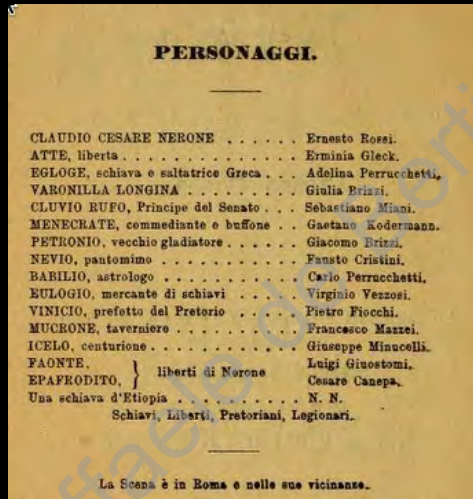 PERSONAGGI.
CLAUDIO CESARE NERONE . . . . . . Ernesto Rossi.
ATTE, liberta . . . . . . . . . . . . . . . Erminia Gleck.
EGLOGE, schiava e saltatrice Greca . . . Adelina Perrucchetti.
VARONILLA LONGINA . . . . . . . . . Giulia Brizzi.
CLUVIO RUFO, Principe del Senato . . . Sebastiano Miani.
MENECRATE, commediante e buffone . . Gaetano Kodermann.
PETRONIO, vecchio gladiatore . . . . . . Giacomo Brizzi.
NEVIO, pantomimo . . . . . . . . . . . Fausto Cristini.
BABILIO, astrologo . . . . . . . . . . . Carlo Perrucchetti.
EULOGIO, mercante di schiavi . . . . Virginio Vezzosi.
VINICIO, prefetto del Pretorio . . . . . Pietro Fiocchi.
MUCRONE, taverniere . . . . . . . . . . Francesco Mazzei.
ICELO, centurione . . . . . . . . . . . . Giuseppe Minucelli.
FAONTE, } liberti di Nerone Luigi Ginostomi.
EPAFRODITO, } Cesare Canepa.
Una schiava d'Etiopia . . . . . . . . . . N. N.
Schiavi, Liberti, Pretoriani, Legionari.
La Scena è in Roma e nelle sue vicinanze.